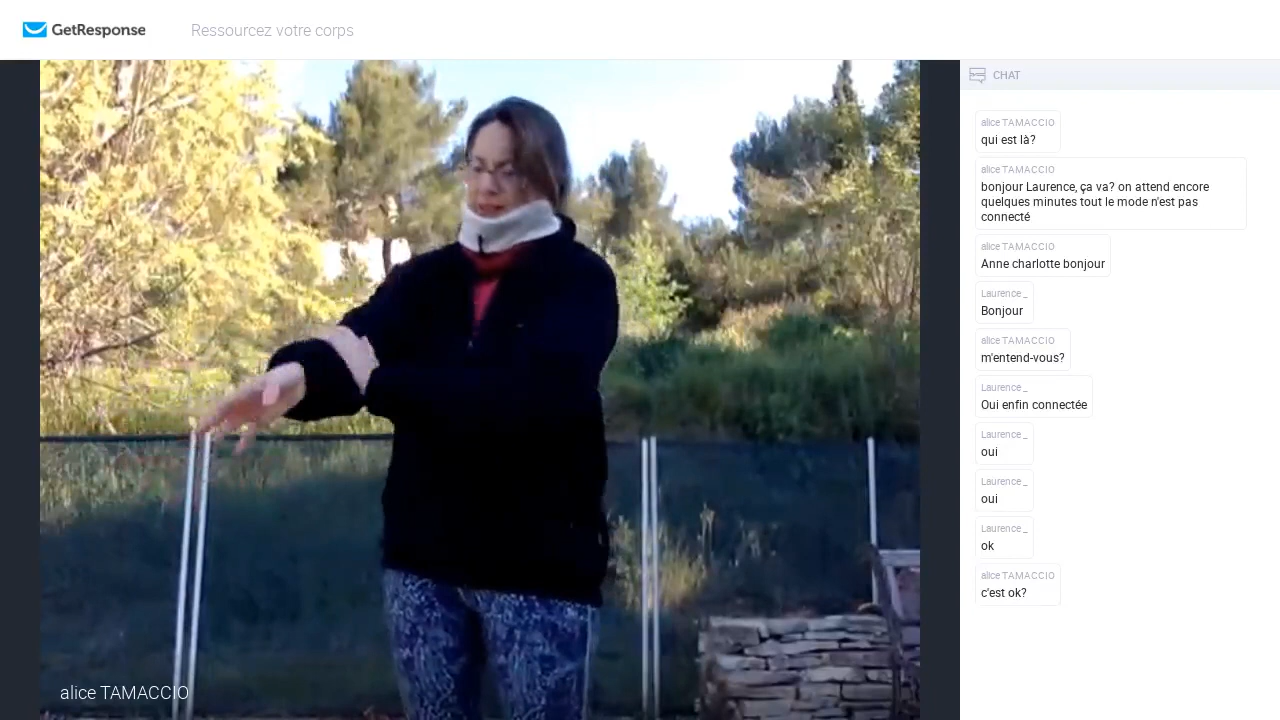 GetResponse
Ressourcez votre corps
CHAT
alice TAMACCIO
qui est là?
alice TAMACCIO
bonjour Laurence, ça va? on attend encore
quelques minutes tout le mode n'est pas
connecté
alice TAMACCIO
Anne charlotte bonjour
Laurence _
Bonjour
alice TAMACCIO
m'entend-vous?
Laurence _
Oui enfin connectée
Laurence _
oui
Laurence _
oui
Laurence _
ok
alice TAMACCIO
c'est ok?
alice TAMACCIO